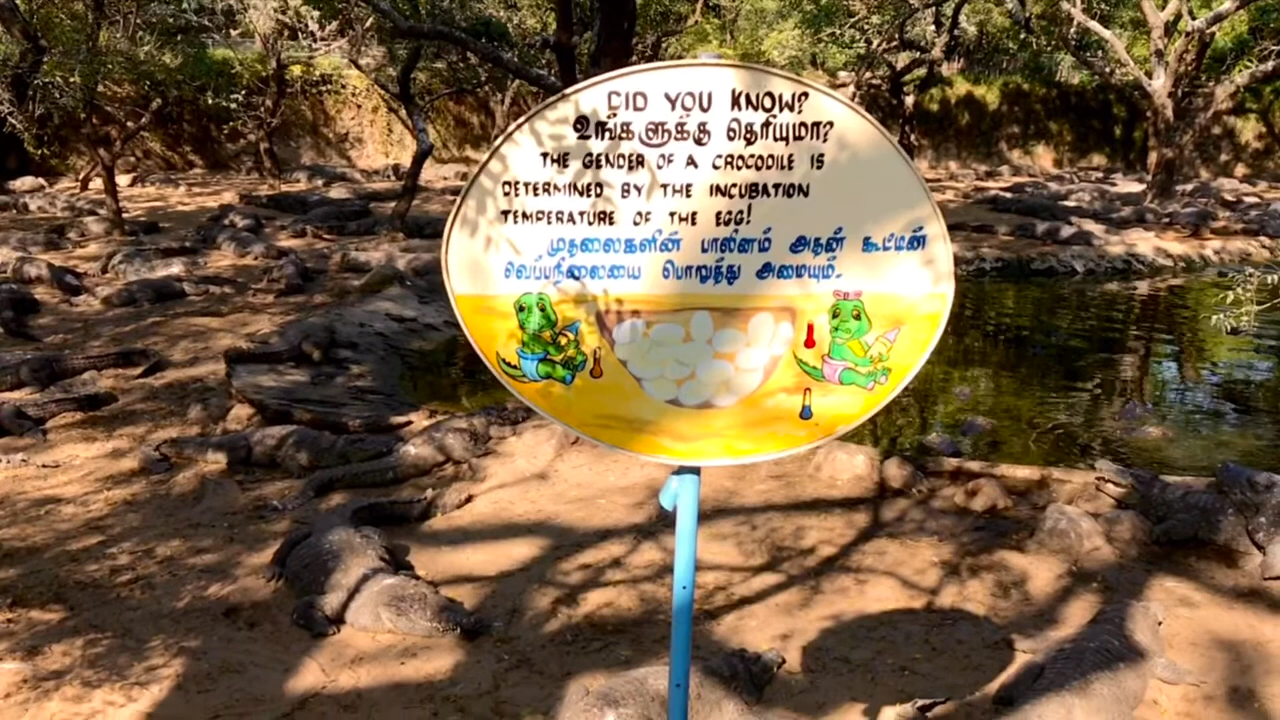 DID YOU KNOW?
உங்களுக்கு தெரியுமா?
THE GENDER OF A CROCODILE IS
DETERMINED BY THE INCUBATION
TEMPERATURE OF THE EGG!
முதலைகளின் பாலினம் அதன் கூட்டின்
வெப்பநிலையை பொறுத்து அமையும்.